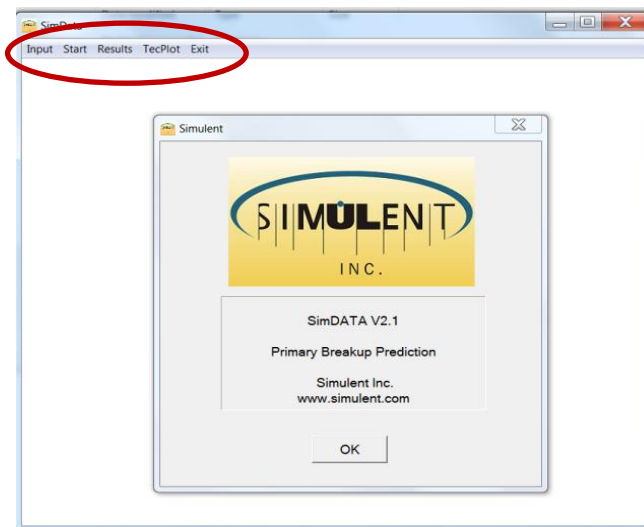 SimData
Input Start Results TecPlot Exit
Simulent
SIMULENT
INC.
SimDATA V2.1
Primary Breakup Prediction
Simulent Inc.
www.simulent.com
OK